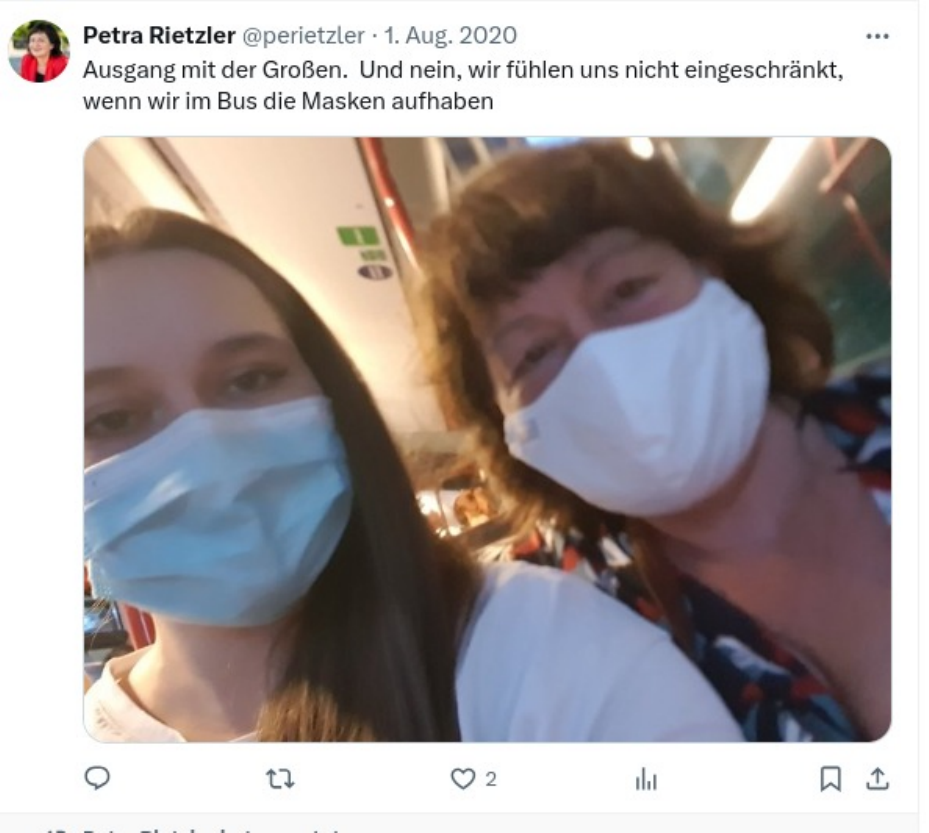 Petra Rietzler @perietzler · 1. Aug. 2020
Ausgang mit der Großen. Und nein, wir fühlen uns nicht eingeschränkt,
wenn wir im Bus die Masken aufhaben
2